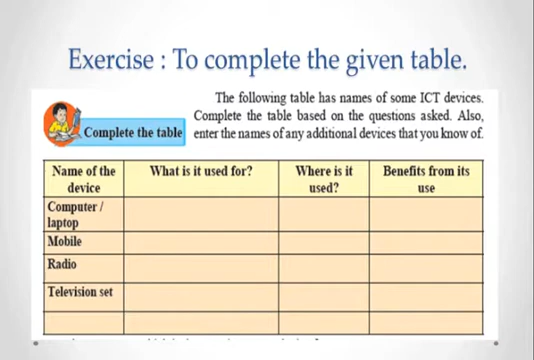 Exercise : To complete the given table.
The following table has names of some ICT devices.
Complete the table based on the questions asked. Also,
enter the names of any additional devices that you know of.
Complete the table
Name of the device
What is it used for?
Where is it used?
Benefits from its use
Computer / laptop
Mobile
Radio
Television set